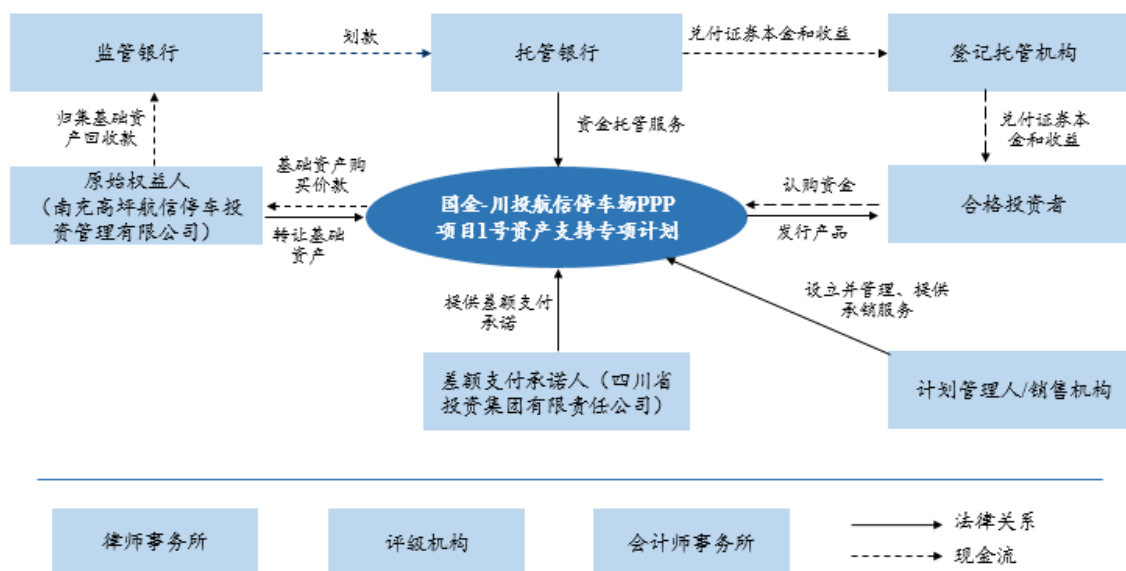 监管银行
划款
托管银行
兑付证券本金和收益
登记托管机构
归集基础资
产回收款
资金托管服务
兑付证券本
金和收益
原始权益人
（南充高坪航信停车投
资管理有限公司）
基础资产购
买价款
转让基础
资产
国金-川投航信停车场PPP
项目1号资产支持专项计划
认购资金
发行产品
合格投资者
提供差额支付
承诺
设立并管理、提供
承销服务
差额支付承诺人（四川省
投资集团有限责任公司）
计划管理人/销售机构
律师事务所
评级机构
会计师事务所
法律关系
现金流